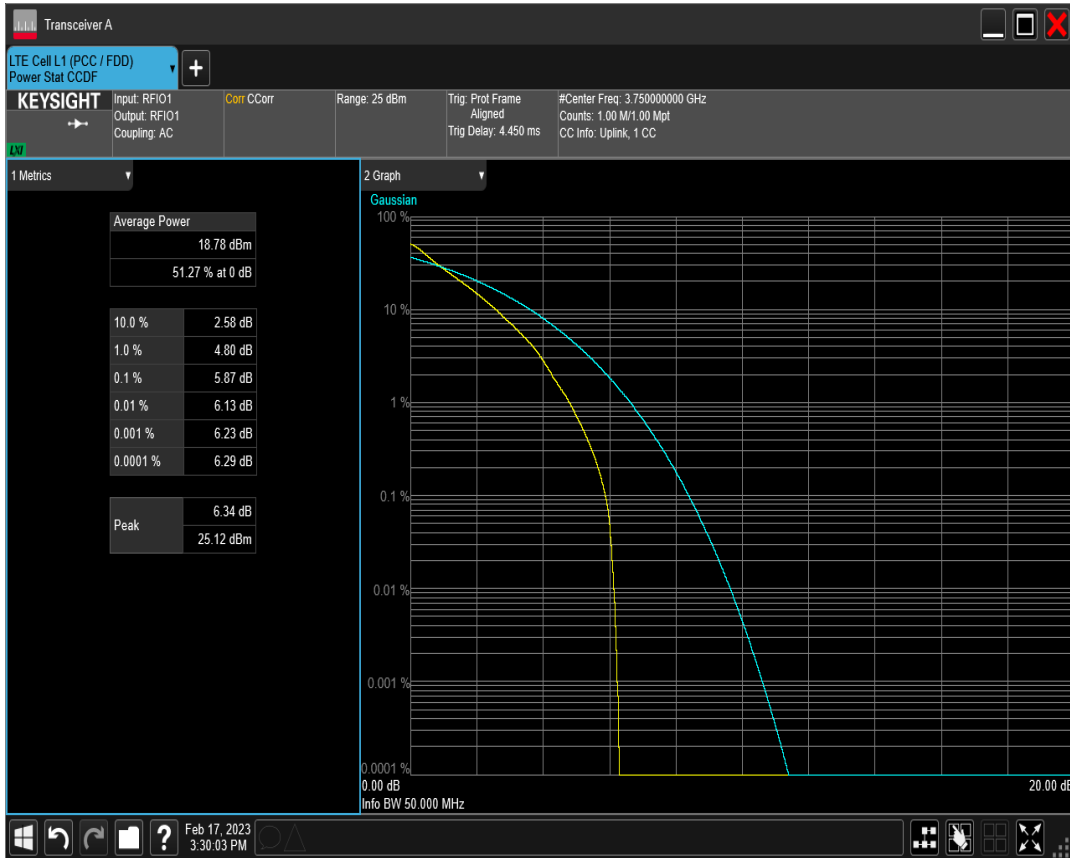 Transceiver A
LTE Cell L1 (PCC / FDD)
Power Stat CCDF
+
KEYSIGHT
LXI
Input: RFIO1
Output: RFIO1
Coupling: AC
Corr CCorr
Range: 25 dBm
Trig: Prot Frame
Aligned
Trig Delay: 4.450 ms
#Center Freq: 3.750000000 GHz
Counts: 1.00 M/1.00 Mpt
CC Info: Uplink, 1 CC
1 Metrics
Average Power
18.78 dBm
51.27 % at 0 dB
10.0 % 2.58 dB
1.0 % 4.80 dB
0.1 % 5.87 dB
0.01 % 6.13 dB
0.001 % 6.23 dB
0.0001 % 6.29 dB
Peak
6.34 dB
25.12 dBm
2 Graph
Gaussian
100 %
10 %
1 %
0.1 %
0.01 %
0.001 %
0.0001 %
0.00 dB 20.00 dB
Info BW 50.000 MHz
?
Feb 17, 2023
3:30:03 PM